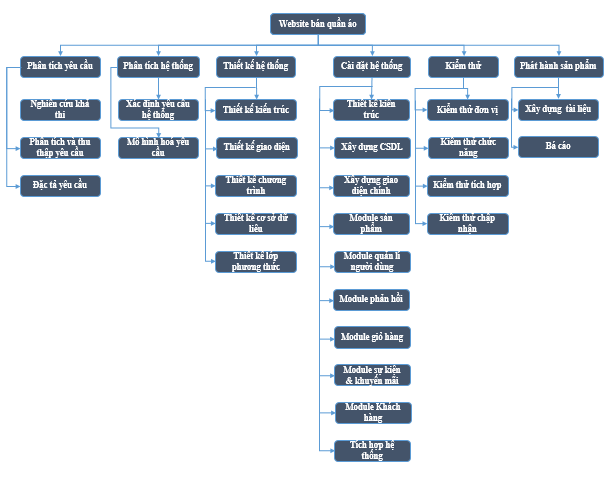 Website bán quần áo
Phân tích yêu cầu
Phân tích hệ thống
Thiết kế hệ thống
Cài đặt hệ thống
Kiểm thử
Phát hành sản phẩm
Nghiên cứu khả
thi
Phân tích và thu
thập yêu cầu
Đặc tả yêu cầu
Xác định yêu cầu
hệ thống
Mô hình hoá yêu
cầu
Thiết kế kiến trúc
Thiết kế giao diện
Thiết kế chương
trình
Thiết kế cơ sở dữ
liệu
Thiết kế lớp
phương thức
Thiết kế kiến
trúc
Xây dựng CSDL
Xây dựng giao
diện chính
Module sản
phẩm
Module quản lí
người dùng
Module phản hồi
Module giỏ hàng
Module sự kiện
& khuyến mãi
Module Khách
hàng
Tích hợp hệ
thống
Kiểm thử đơn vị
Kiểm thử chức
năng
Kiểm thử tích hợp
Kiểm thử chập
nhận
Xây dựng tài liệu
Bá cáo